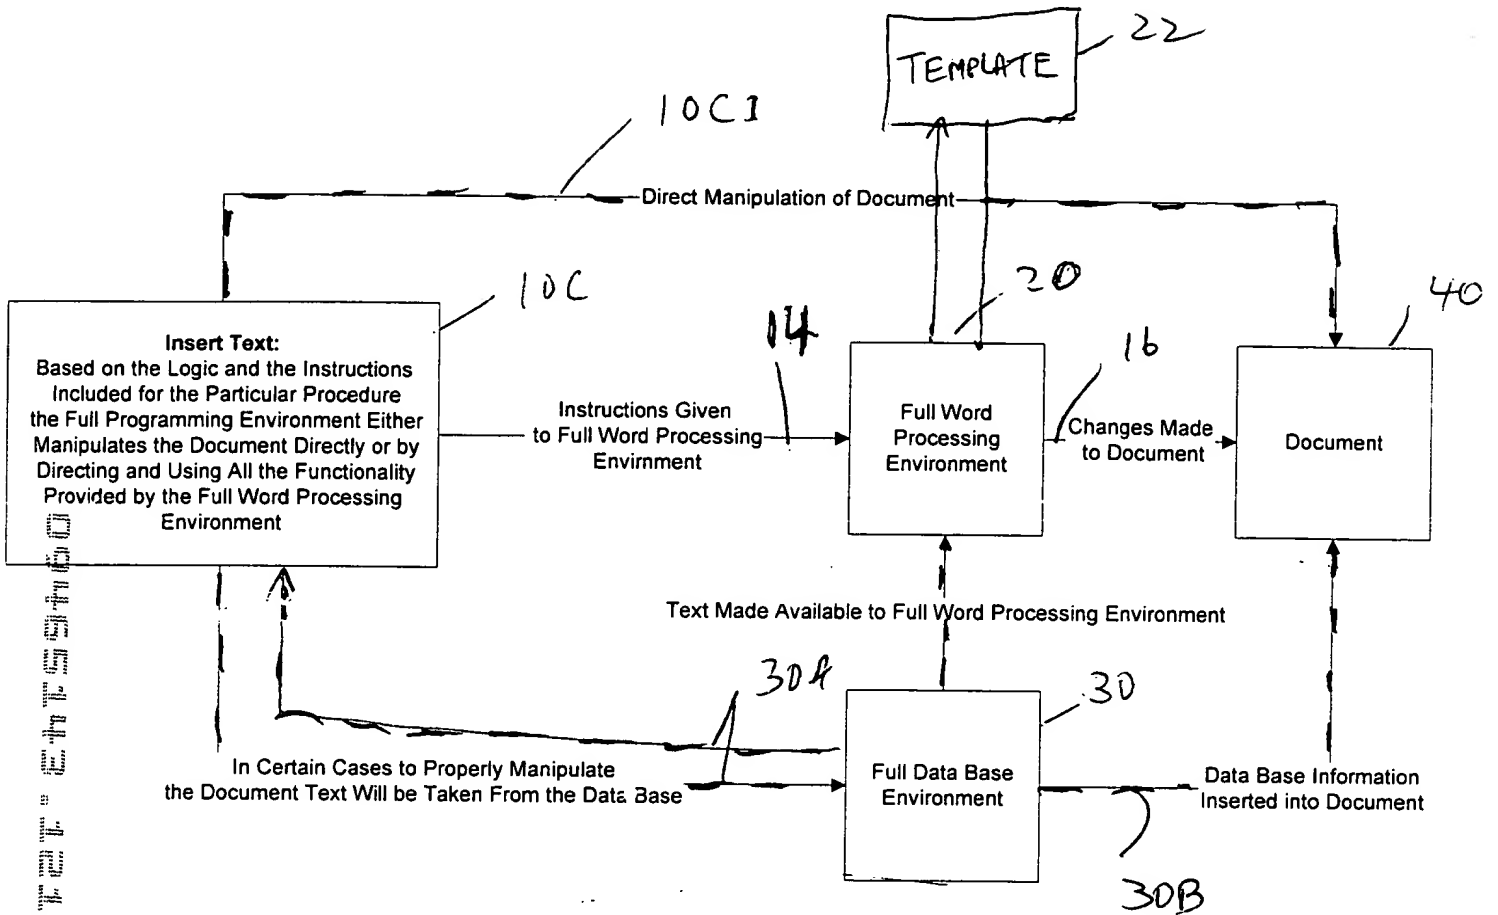 22
TEMPLATE
10C1
Direct Manipulation of Document
10C
20
40
Insert Text:
Based on the Logic and the Instructions
Included for the Particular Procedure
the Full Programming Environment Either
Manipulates the Document Directly or by
Directing and Using All the Functionality
Provided by the Full Word Processing
Environment
14
16
Instructions Given
to Full Word Processing
Envirnment
Full Word
Processing
Environment
Changes Made
to Document
Document
Text Made Available to Full Word Processing Environment
30A
30
In Certain Cases to Properly Manipulate
the Document Text Will be Taken From the Data Base
Full Data Base
Environment
Data Base Information
Inserted into Document
30B